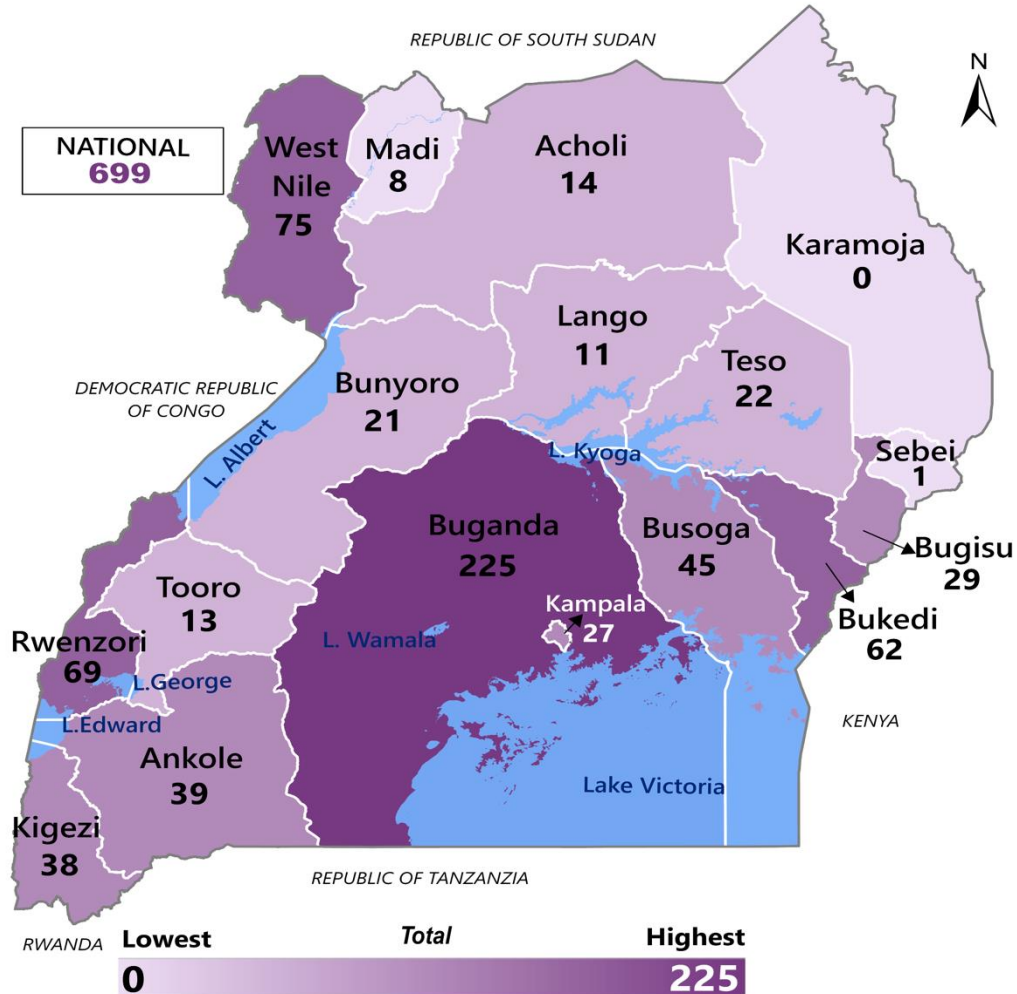 REPUBLIC OF SOUTH SUDAN
N
NATIONAL
699
West
Nile
75
Madi
8
Acholi
14
Karamoja
0
Lango
11
Teso
22
DEMOCRATIC REPUBLIC
OF CONGO
Bunyoro
21
L. Albert
L. Kyoga
Sebei
1
Buganda
225
Busoga
45
Bugisu
29
Tooro
13
Kampala
27
Bukedi
62
L. Wamala
Rwenzori
69
L.George
L.Edward
KENYA
Ankole
39
Lake Victoria
Kigezi
38
REPUBLIC OF TANZANZIA
RWANDA
Lowest
Total
Highest
0
225